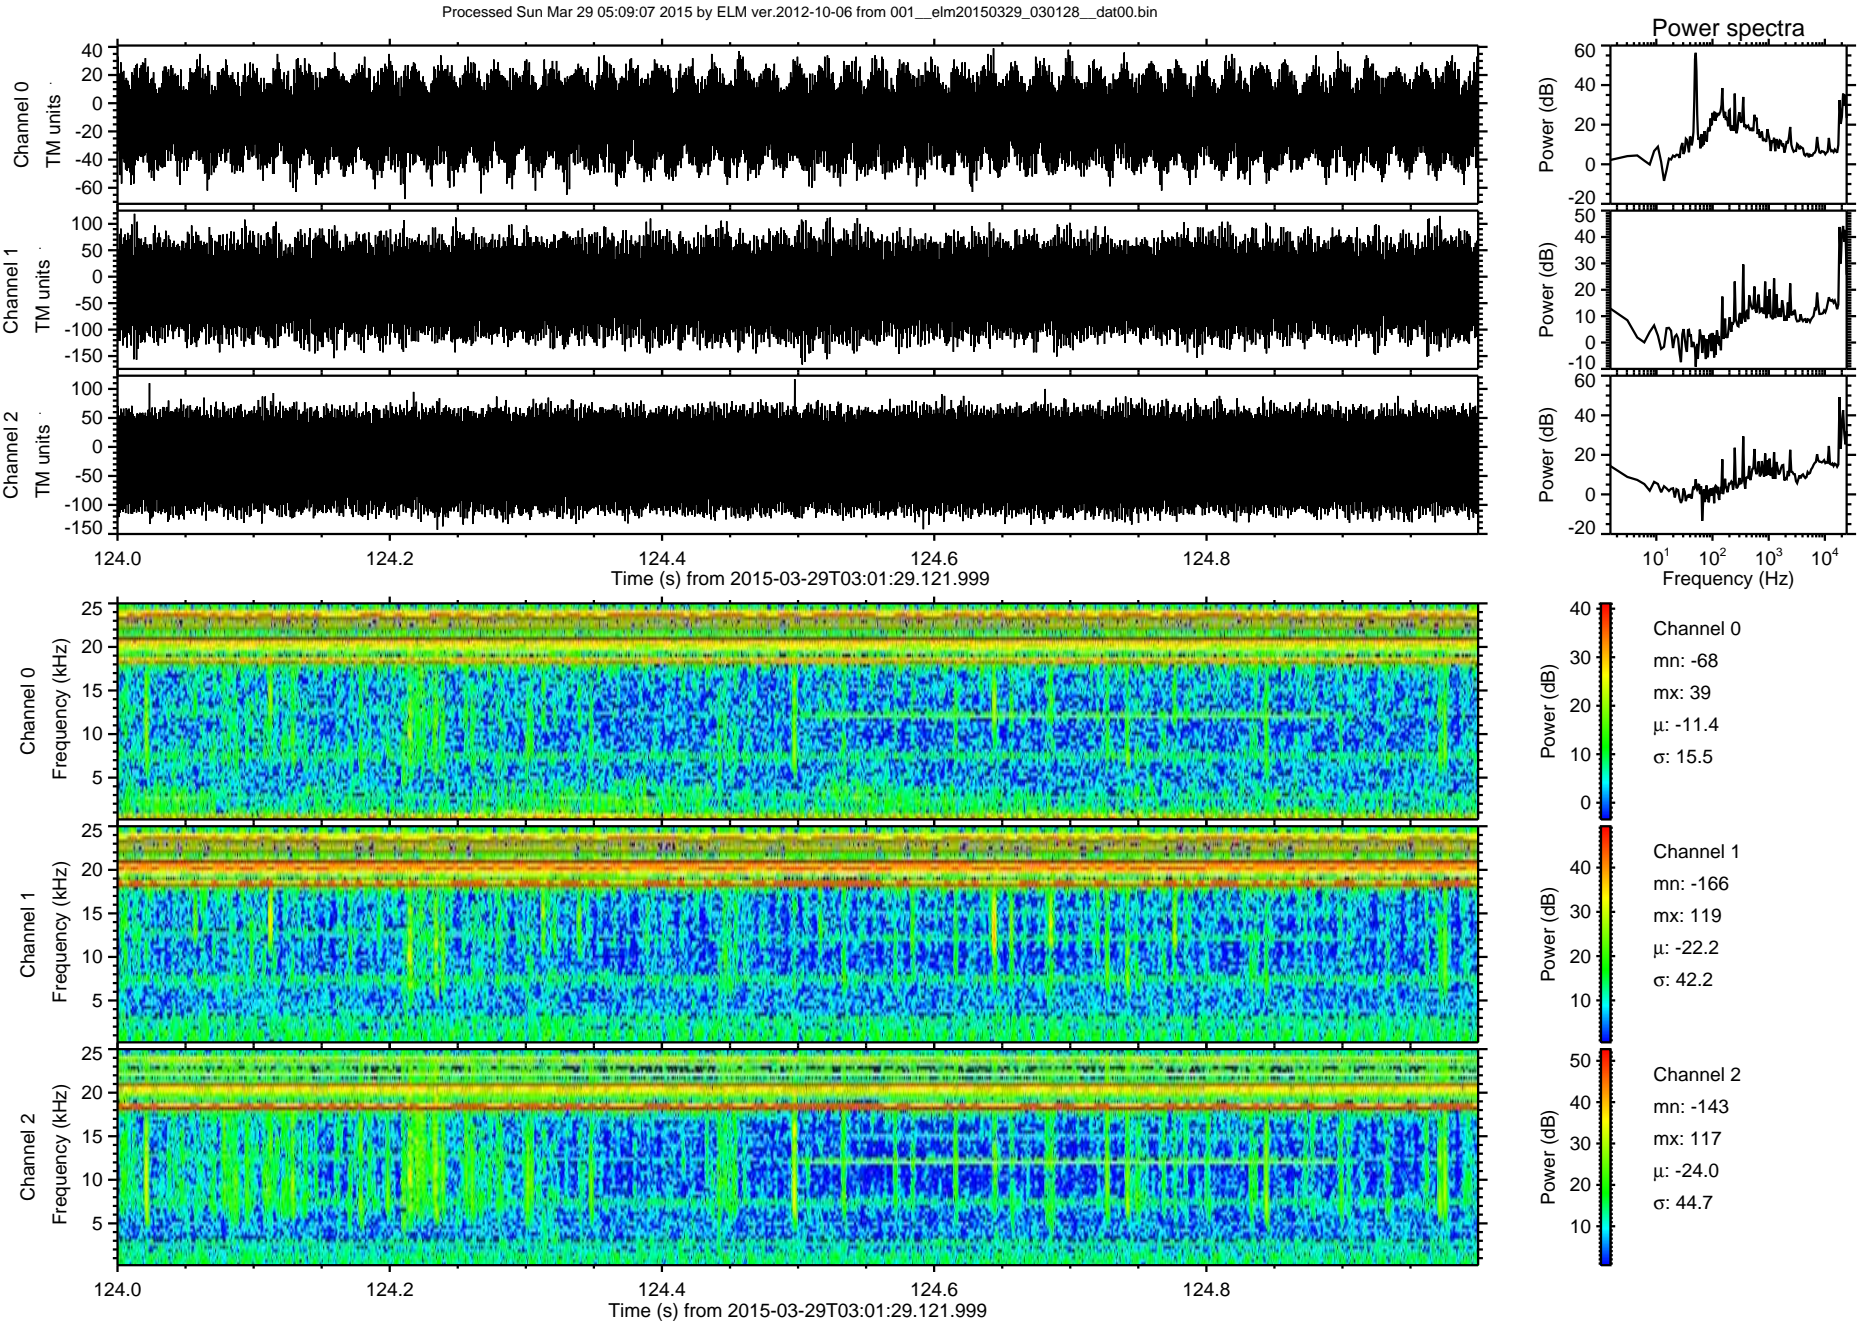 Processed Sun Mar 29 05:09:07 2015 by ELM ver.2012-10-06 from 001__elm20150329_030128__dat00.bin
Power spectra
Channel 0
TM units
40
20
0
-20
-40
-60
Power (dB)
60
40
20
0
-20
Channel 1
TM units
100
50
0
-50
-100
-150
Power (dB)
50
40
30
20
10
0
-10
Channel 2
TM units
100
50
0
-50
-100
-150
Power (dB)
60
40
20
0
-20
124.0 124.2 124.4 124.6 124.8
Time (s) from 2015-03-29T03:01:29.121.999
10^1 10^2 10^3 10^4
Frequency (Hz)
Channel 0
Frequency (kHz)
25
20
15
10
5
Power (dB)
40
30
20
10
0
Channel 0
mn: -68
mx: 39
μ: -11.4
σ: 15.5
Channel 1
Frequency (kHz)
25
20
15
10
5
Power (dB)
40
30
20
10
Channel 1
mn: -166
mx: 119
μ: -22.2
σ: 42.2
Channel 2
Frequency (kHz)
25
20
15
10
5
Power (dB)
50
40
30
20
10
Channel 2
mn: -143
mx: 117
μ: -24.0
σ: 44.7
124.0 124.2 124.4 124.6 124.8
Time (s) from 2015-03-29T03:01:29.121.999